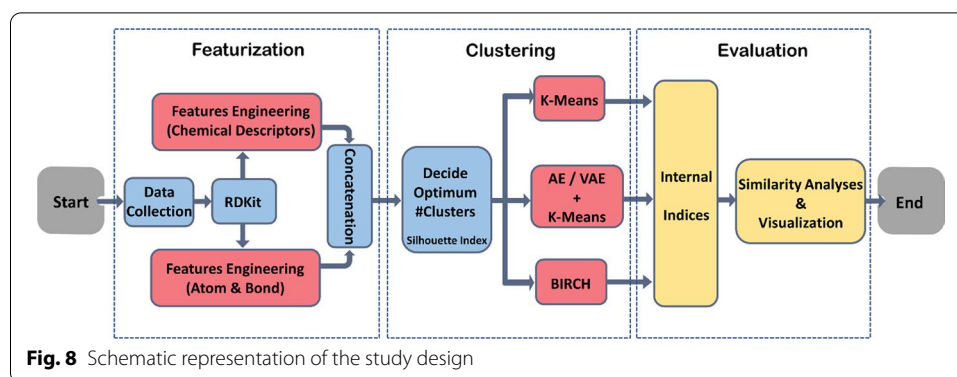 Featurization
Clustering
Evaluation
Start
Data
Collection
RDKit
Features Engineering
(Chemical Descriptors)
Features Engineering
(Atom & Bond)
Concatenation
Decide
Optimum
#Clusters
Silhouette Index
K-Means
AE / VAE
+
K-Means
BIRCH
Internal
Indices
Similarity Analyses
&
Visualization
End
Fig. 8 Schematic representation of the study design